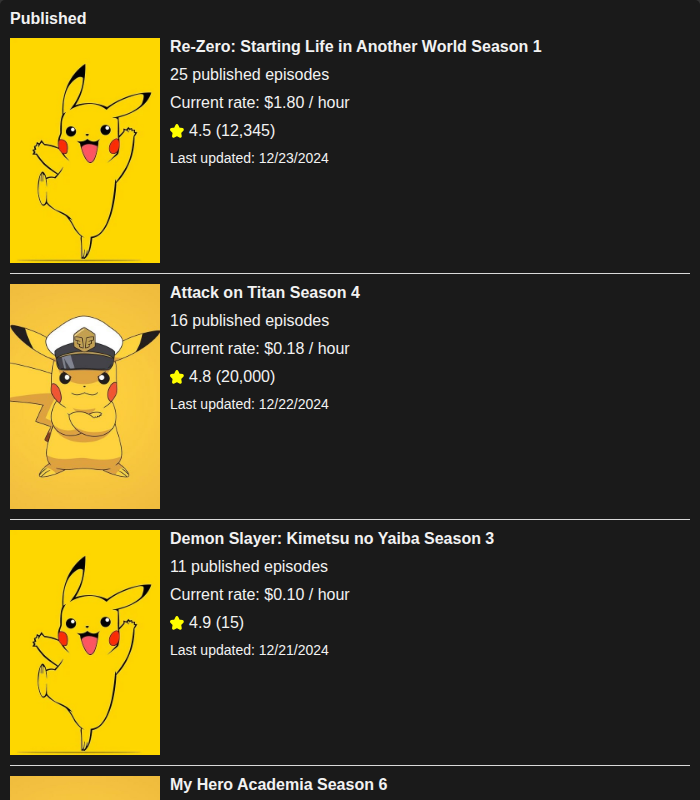 Published
Re-Zero: Starting Life in Another World Season 1
25 published episodes
Current rate: $1.80 / hour
4.5 (12,345)
Last updated: 12/23/2024
Attack on Titan Season 4
16 published episodes
Current rate: $0.18 / hour
4.8 (20,000)
Last updated: 12/22/2024
Demon Slayer: Kimetsu no Yaiba Season 3
11 published episodes
Current rate: $0.10 / hour
4.9 (15)
Last updated: 12/21/2024
My Hero Academia Season 6